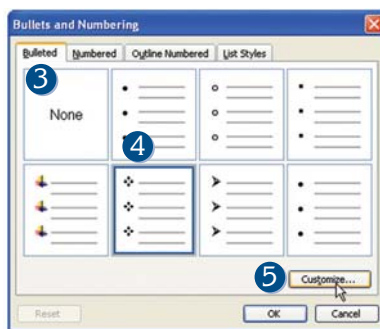 Bullets and Numbering
Bulleted Numbered Outline Numbered List Styles
3
None
4
5 Customize...
Reset OK Cancel